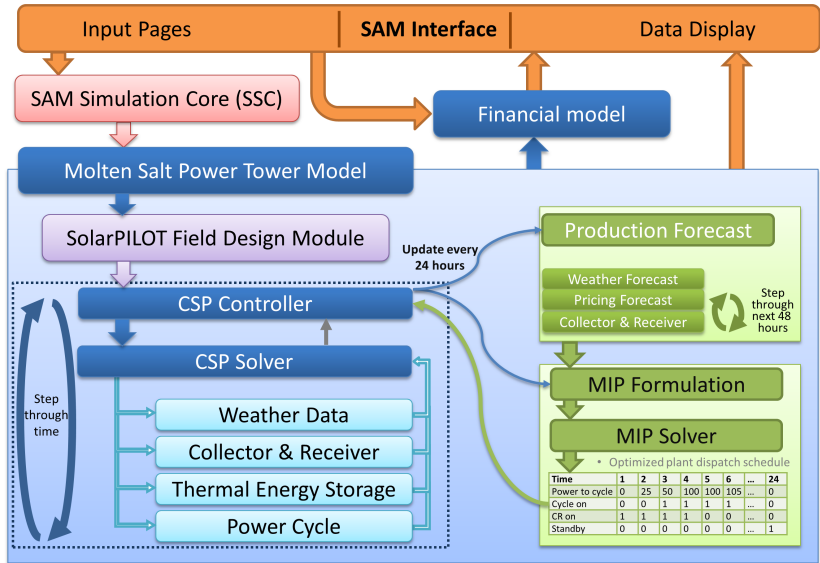 Input Pages
SAM Interface
Data Display
SAM Simulation Core (SSC)
Financial model
Molten Salt Power Tower Model
SolarPILOT Field Design Module
Update every
24 hours
Production Forecast
Weather Forecast
Pricing Forecast
Collector & Receiver
Step
through
next 48
hours
CSP Controller
CSP Solver
Step
through
time
Weather Data
Collector & Receiver
Thermal Energy Storage
Power Cycle
MIP Formulation
MIP Solver
• Optimized plant dispatch schedule
Time 1 2 3 4 5 6 ... 24
Power to cycle 0 25 50 100 100 105 ... 0
Cycle on 0 0 1 1 1 1 ... 0
CR on 1 1 1 1 0 0 ... 0
Standby 0 0 0 0 0 0 ... 1